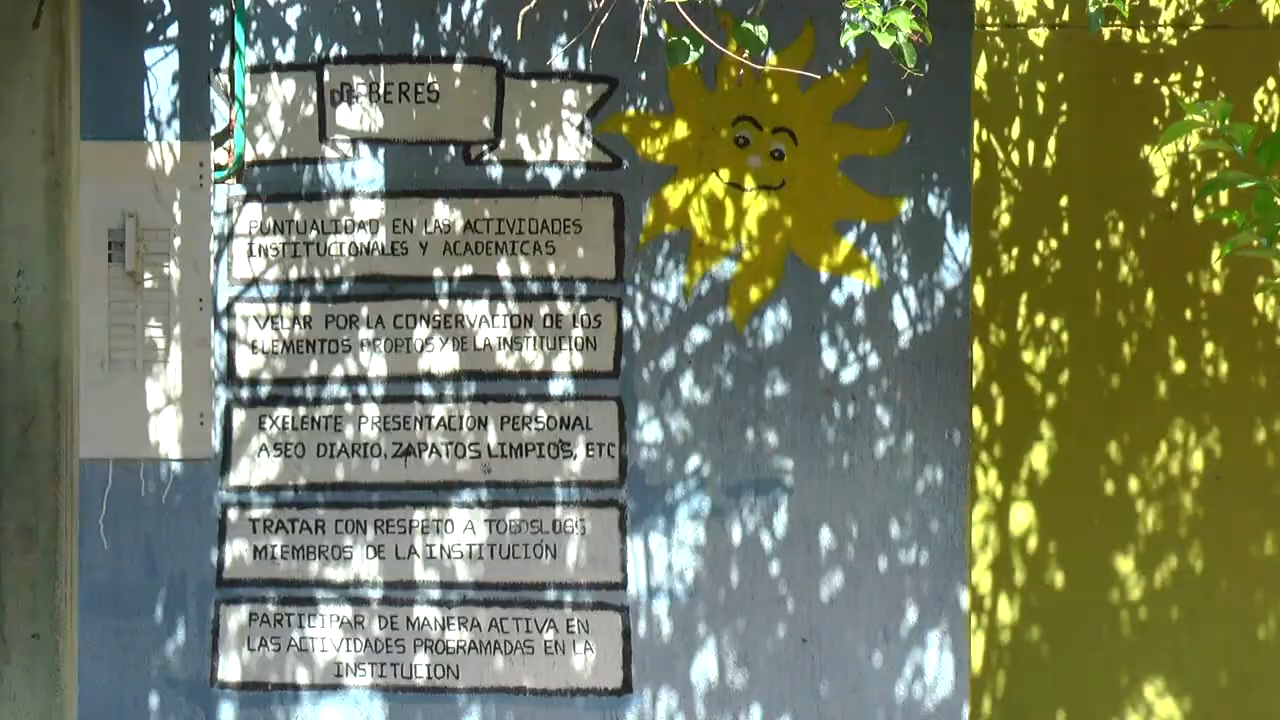 DEBERES
PUNTUALIDAD EN LAS ACTIVIDADES
INSTITUCIONALES Y ACADEMICAS
VELAR POR LA CONSERVACION DE LOS
ELEMENTOS PROPIOS Y DE LA INSTITUCION
EXELENTE PRESENTACION PERSONAL
ASEO DIARIO, ZAPATOS LIMPIOS, ETC
TRATAR CON RESPETO A TODOS LOS
MIEMBROS DE LA INSTITUCIÓN
PARTICIPAR DE MANERA ACTIVA EN
LAS ACTIVIDADES PROGRAMADAS EN LA
INSTITUCION